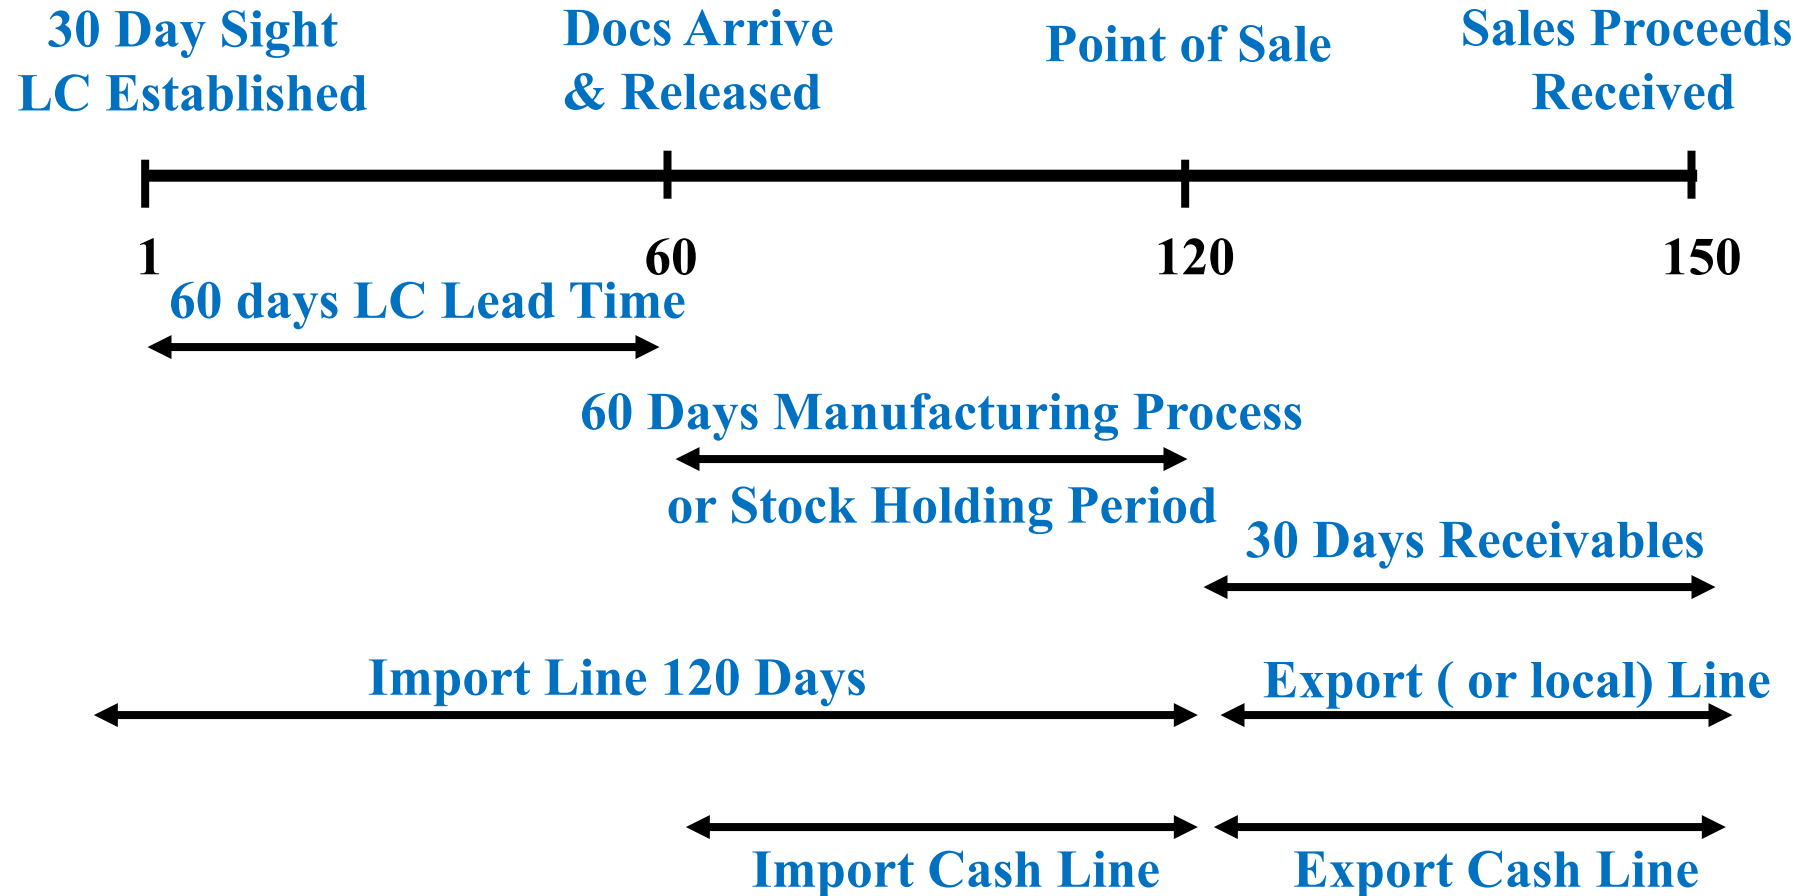 30 Day Sight
LC Established
Docs Arrive
& Released
Point of Sale
Sales Proceeds
Received
1
60
120
150
60 days LC Lead Time
60 Days Manufacturing Process
or Stock Holding Period
30 Days Receivables
Import Line 120 Days
Export ( or local) Line
Import Cash Line
Export Cash Line